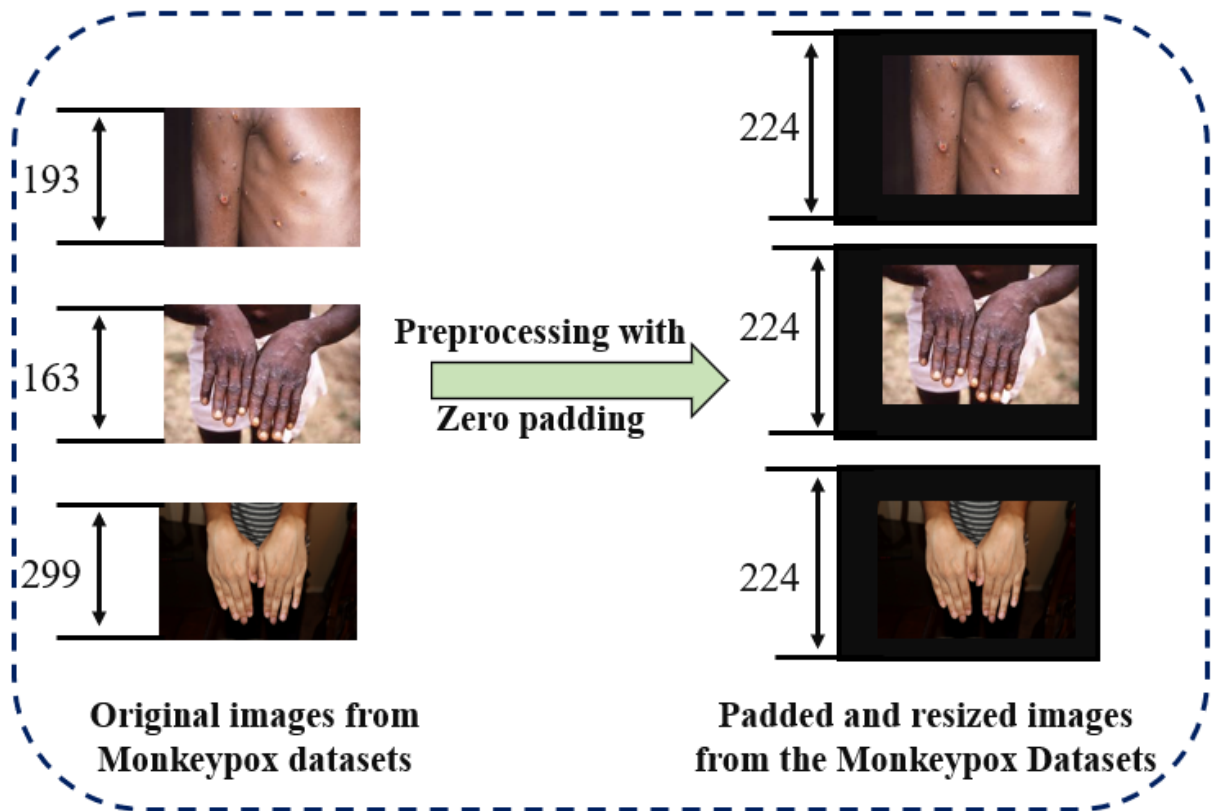 193
163
299
Preprocessing with
Zero padding
224
224
224
Original images from
Monkeypox datasets
Padded and resized images
from the Monkeypox Datasets